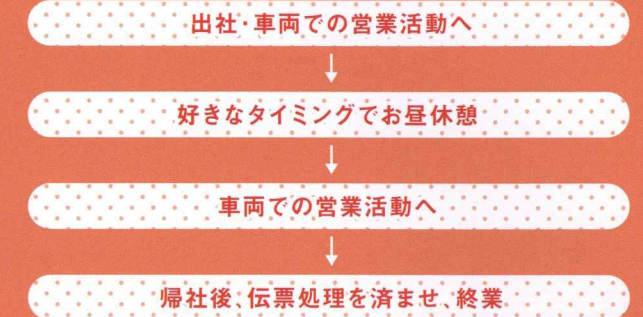 出社・車両での営業活動へ
好きなタイミングでお昼休憩
車両での営業活動へ
帰社後、伝票処理を済ませ、終業